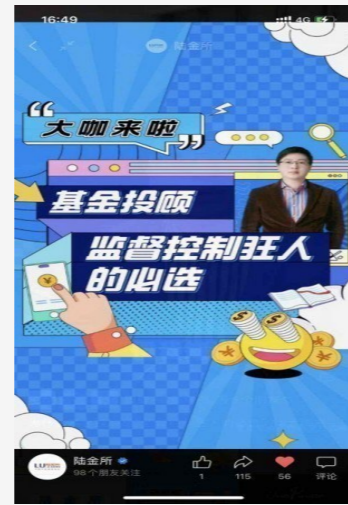 16:49
4G
陆金所
大咖来啦
基金投顾
监督控制狂人
的必选
陆金所
98个朋友关注
1
115
56
评论